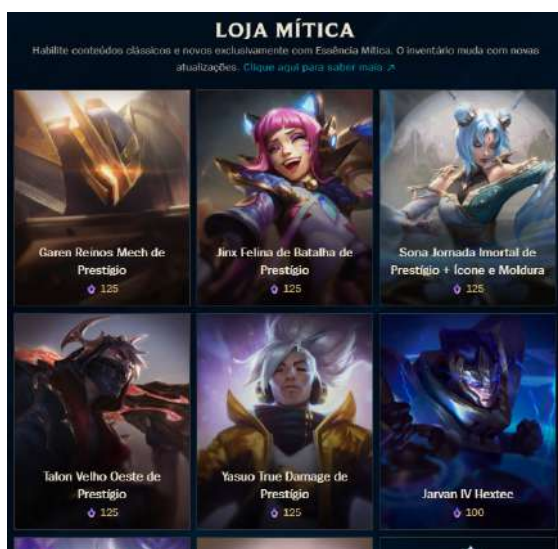 LOJA MÍTICA
Habilite conteúdos clássicos e novos exclusivamente com Essência Mítica. O inventário muda com novas
atualizações. Clique aqui para saber mais ↗
Garen Reinos Mech de
Prestígio
125
Jinx Felina de Batalha de
Prestígio
125
Sona Jornada Imortal de
Prestígio + Ícone e Moldura
125
Talon Velho Oeste de
Prestígio
125
Yasuo True Damage de
Prestígio
125
Jarvan IV Hextec
100